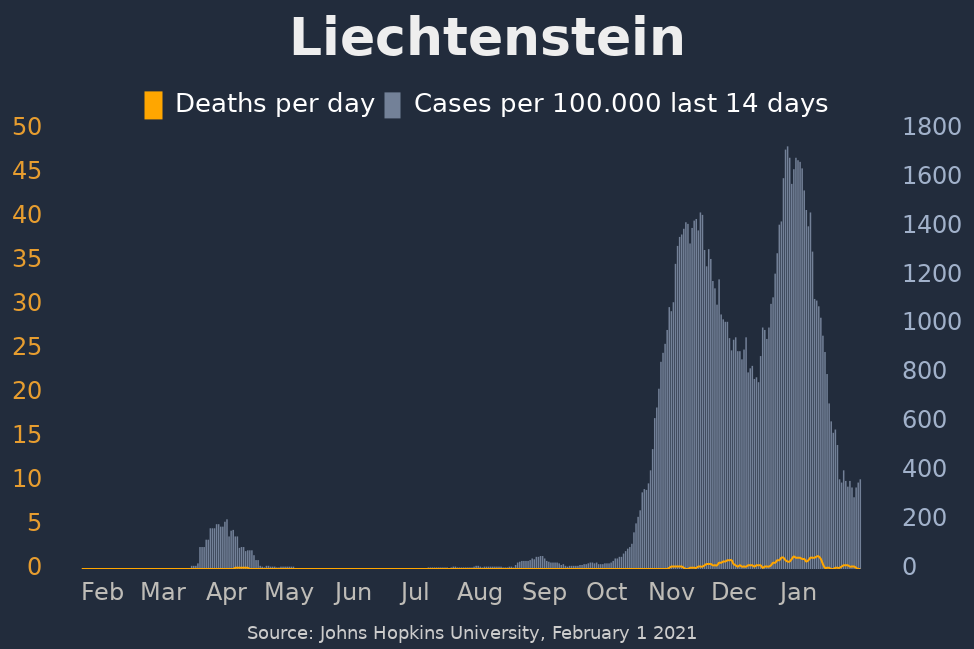 Liechtenstein
Deaths per day Cases per 100.000 last 14 days
50 1800
45 1600
40 1400
35 1200
30 1000
25 800
20 600
15 400
10 200
5 0
0
Feb Mar Apr May Jun Jul Aug Sep Oct Nov Dec Jan
Source: Johns Hopkins University, February 1 2021